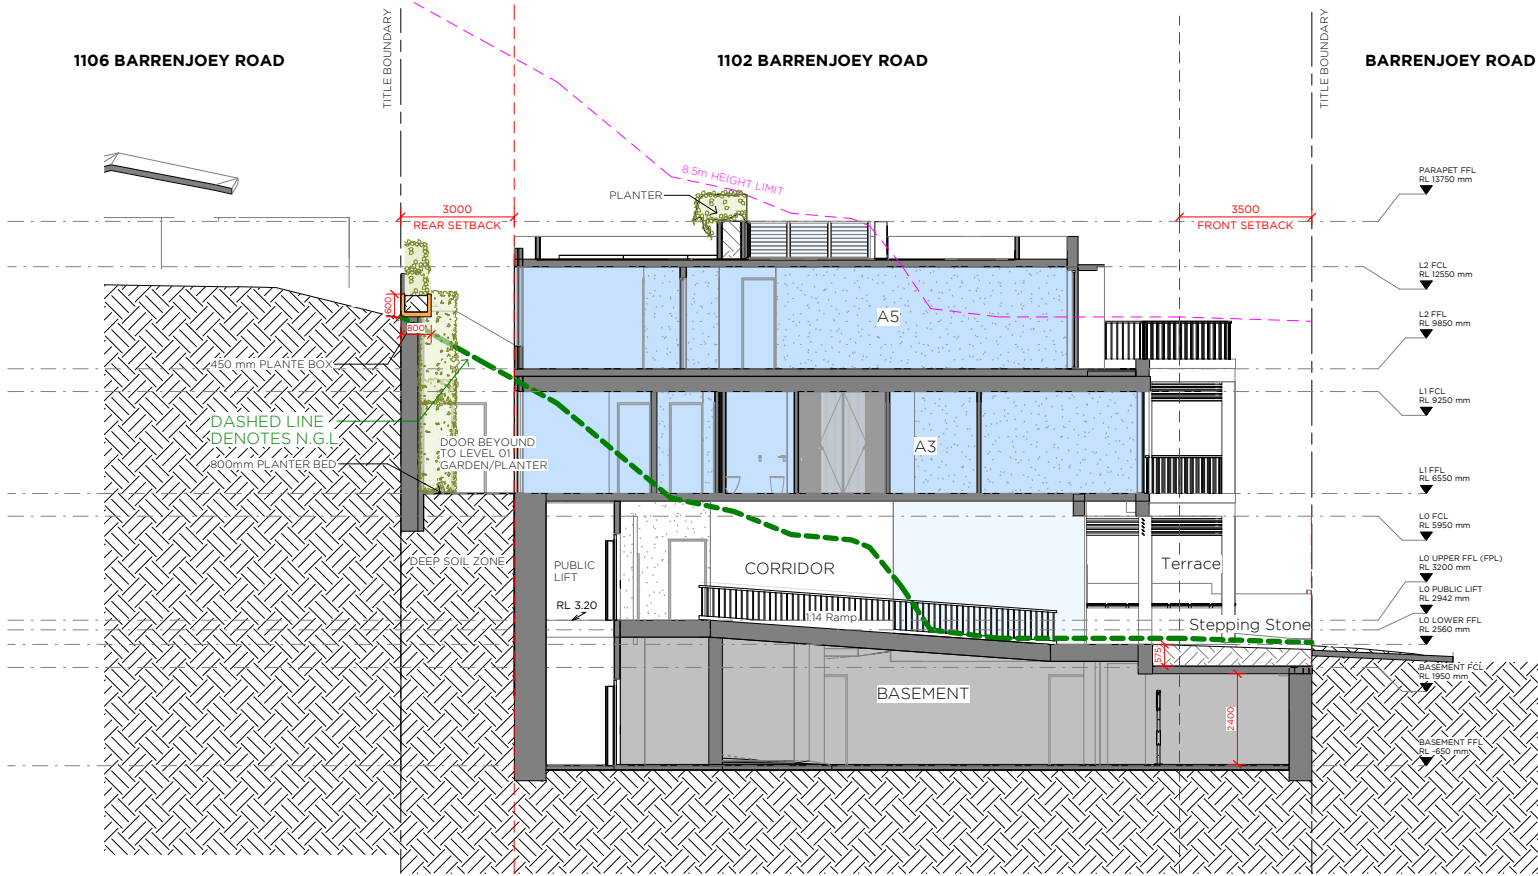 1106 BARRENJOEY ROAD
TITLE BOUNDARY
1102 BARRENJOEY ROAD
TITLE BOUNDARY
BARRENJOEY ROAD
8.5m HEIGHT LIMIT
PLANTER
3000
REAR SETBACK
3500
FRONT SETBACK
PARAPET FFL
RL 13750 mm
L2 FCL
RL 12550 mm
L2 FFL
RL 9850 mm
L1 FCL
RL 9250 mm
L1 FFL
RL 6550 mm
L0 FCL
RL 5950 mm
L0 UPPER FFL (FPL)
RL 3200 mm
L0 PUBLIC LIFT
RL 2942 mm
L0 LOWER FFL
RL 2560 mm
BASEMENT FCL
RL 1950 mm
BASEMENT FFL
RL -650 mm
600
800
A5
450 mm PLANTE BOX
DASHED LINE
DENOTES N.G.L
800mm PLANTER BED
DOOR BEYOUND
TO LEVEL 01
GARDEN/PLANTER
A3
DEEP SOIL ZONE
PUBLIC
LIFT
RL 3.20
CORRIDOR
1:14 Ramp
Terrace
Stepping Stone
575
BASEMENT
2400